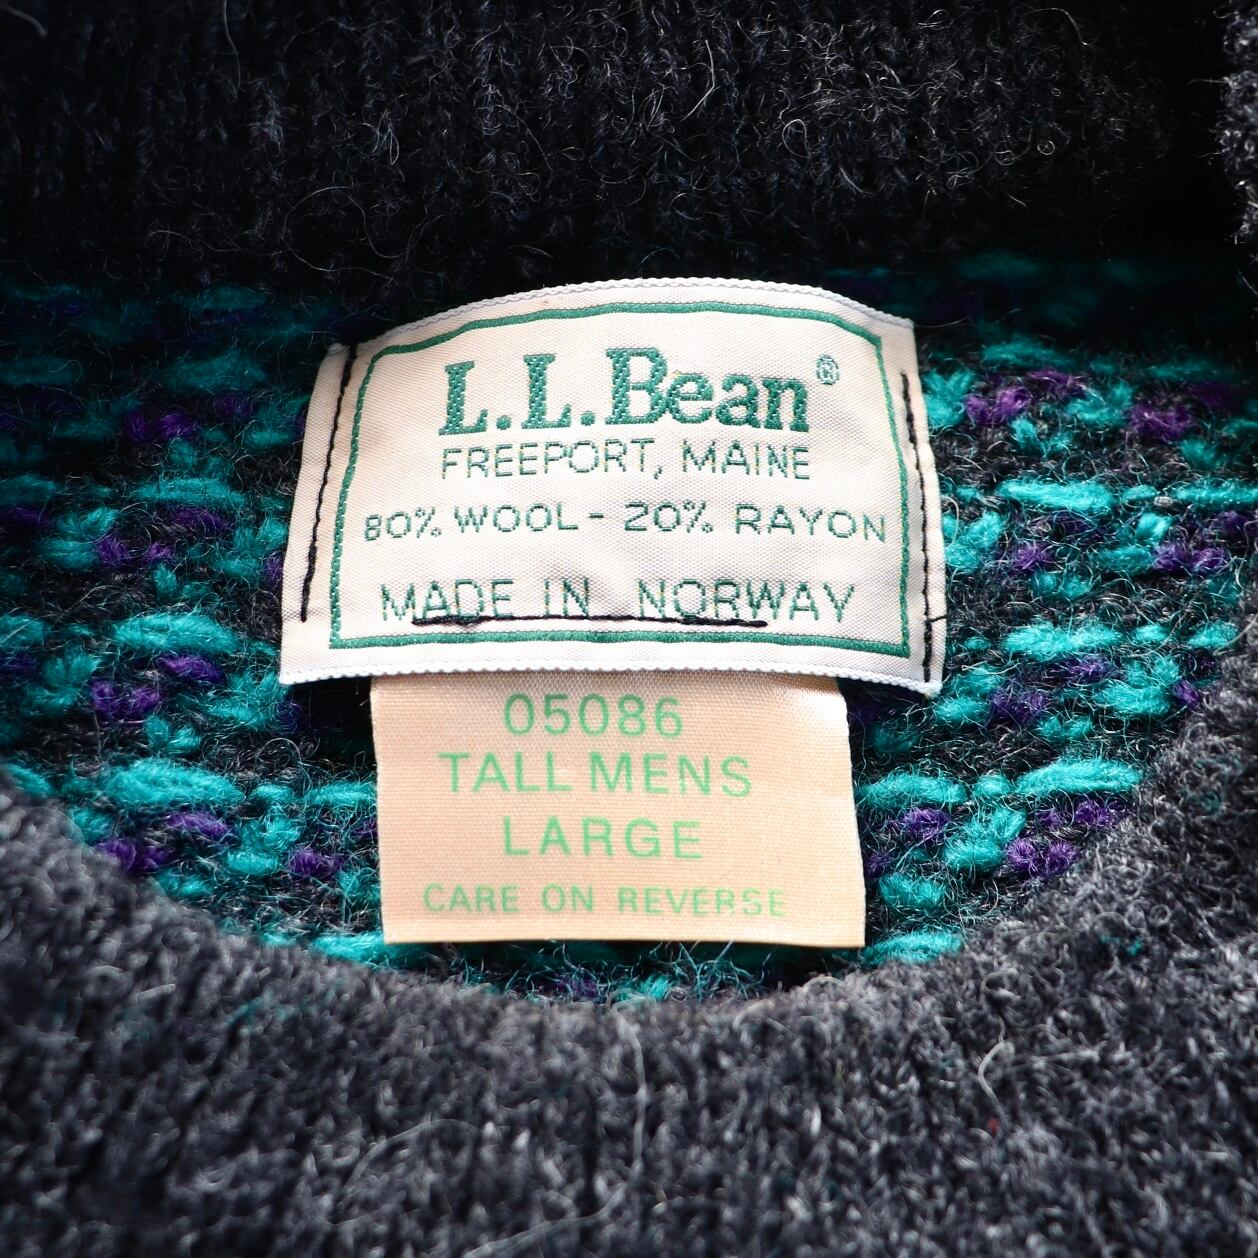 L.L.Bean®
FREEPORT, MAINE
80% WOOL - 20% RAYON
MADE IN NORWAY
05086
TALL MENS
LARGE
CARE ON REVERSE